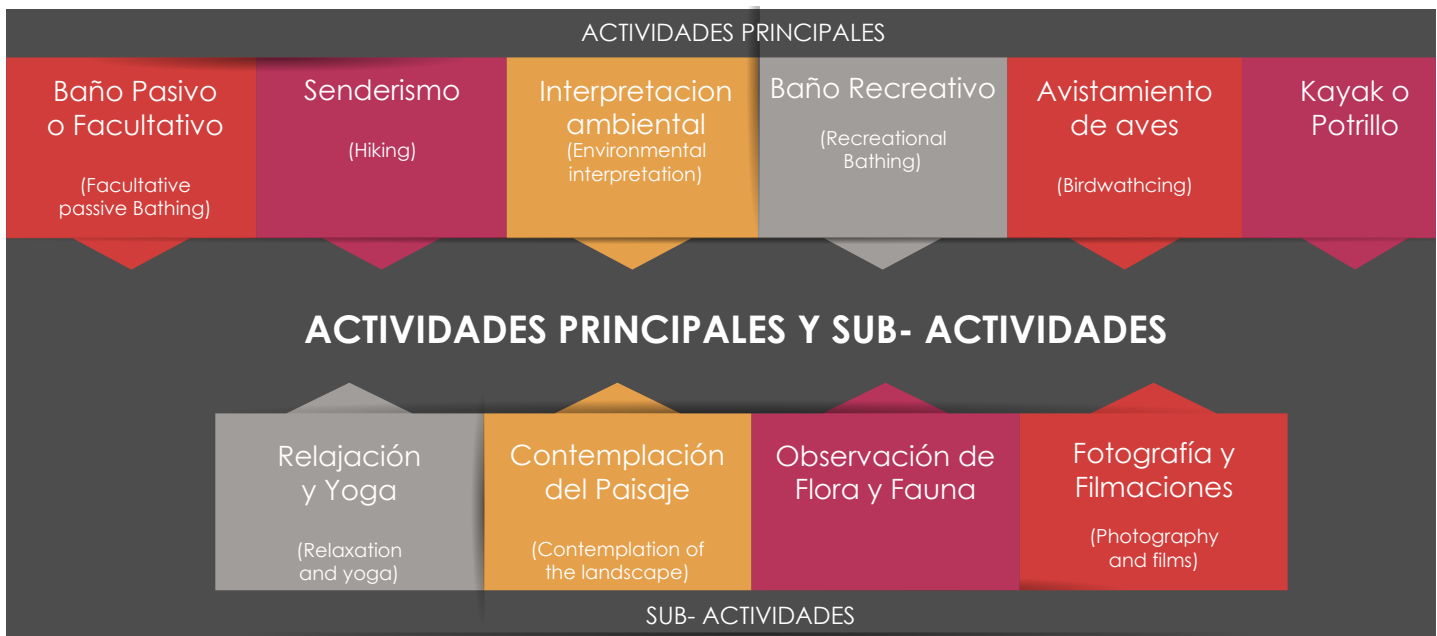 ACTIVIDADES PRINCIPALES
Baño Pasivo
o Facultativo
(Facultative
passive Bathing)
Senderismo
(Hiking)
Interpretacion
ambiental
(Environmental
interpretation)
Baño Recreativo
(Recreational
Bathing)
Avistamiento
de aves
(Birdwathcing)
Kayak o
Potrillo
ACTIVIDADES PRINCIPALES Y SUB- ACTIVIDADES
Relajación
y Yoga
(Relaxation
and yoga)
Contemplación
del Paisaje
(Contemplation of
the landscape)
Observación de
Flora y Fauna
Fotografía y
Filmaciones
(Photography
and films)
SUB- ACTIVIDADES